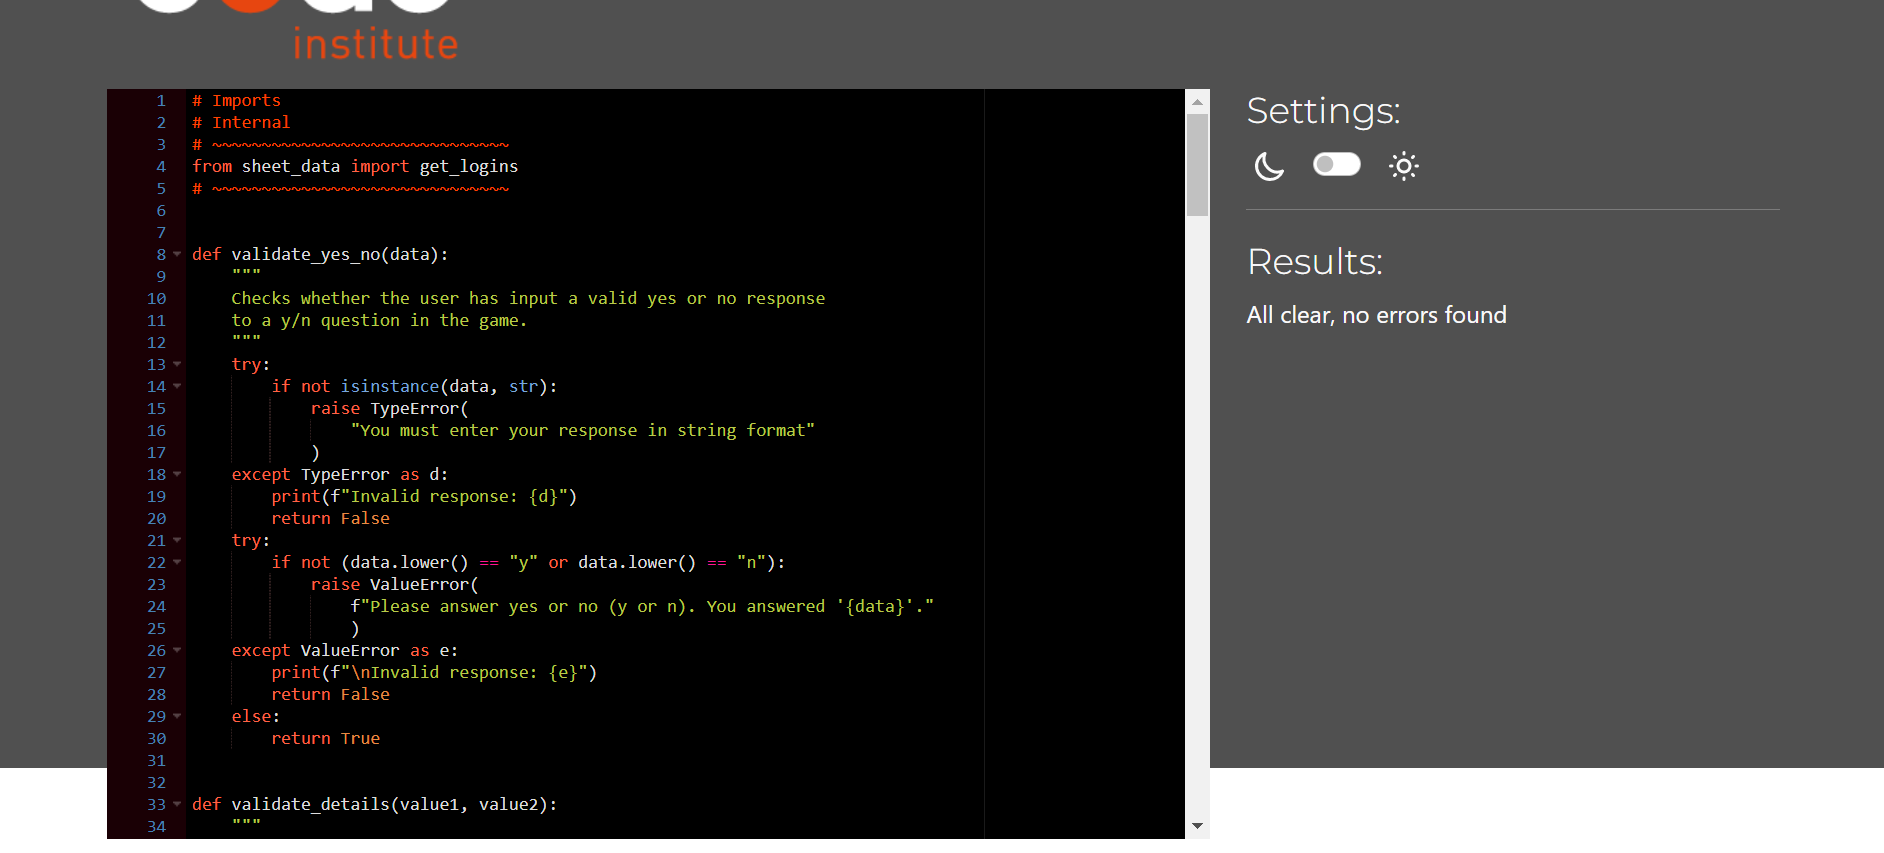 institute
1 # Imports
2 # Internal
3 # ~~~~~~~~~~~~~~~~~~~~~~~~~~~~~~
4 from sheet_data import get_logins
5 # ~~~~~~~~~~~~~~~~~~~~~~~~~~~~~~
6
7
8 def validate_yes_no(data):
9     """
10     Checks whether the user has input a valid yes or no response
11     to a y/n question in the game.
12     """
13     try:
14         if not isinstance(data, str):
15             raise TypeError(
16                 "You must enter your response in string format"
17             )
18     except TypeError as d:
19         print(f"Invalid response: {d}")
20         return False
21     try:
22         if not (data.lower() == "y" or data.lower() == "n"):
23             raise ValueError(
24                 f"Please answer yes or no (y or n). You answered '{data}'."
25                 )
26     except ValueError as e:
27         print(f"\nInvalid response: {e}")
28         return False
29     else:
30         return True
31
32
33 def validate_details(value1, value2):
34     """
Settings:
Results:
All clear, no errors found